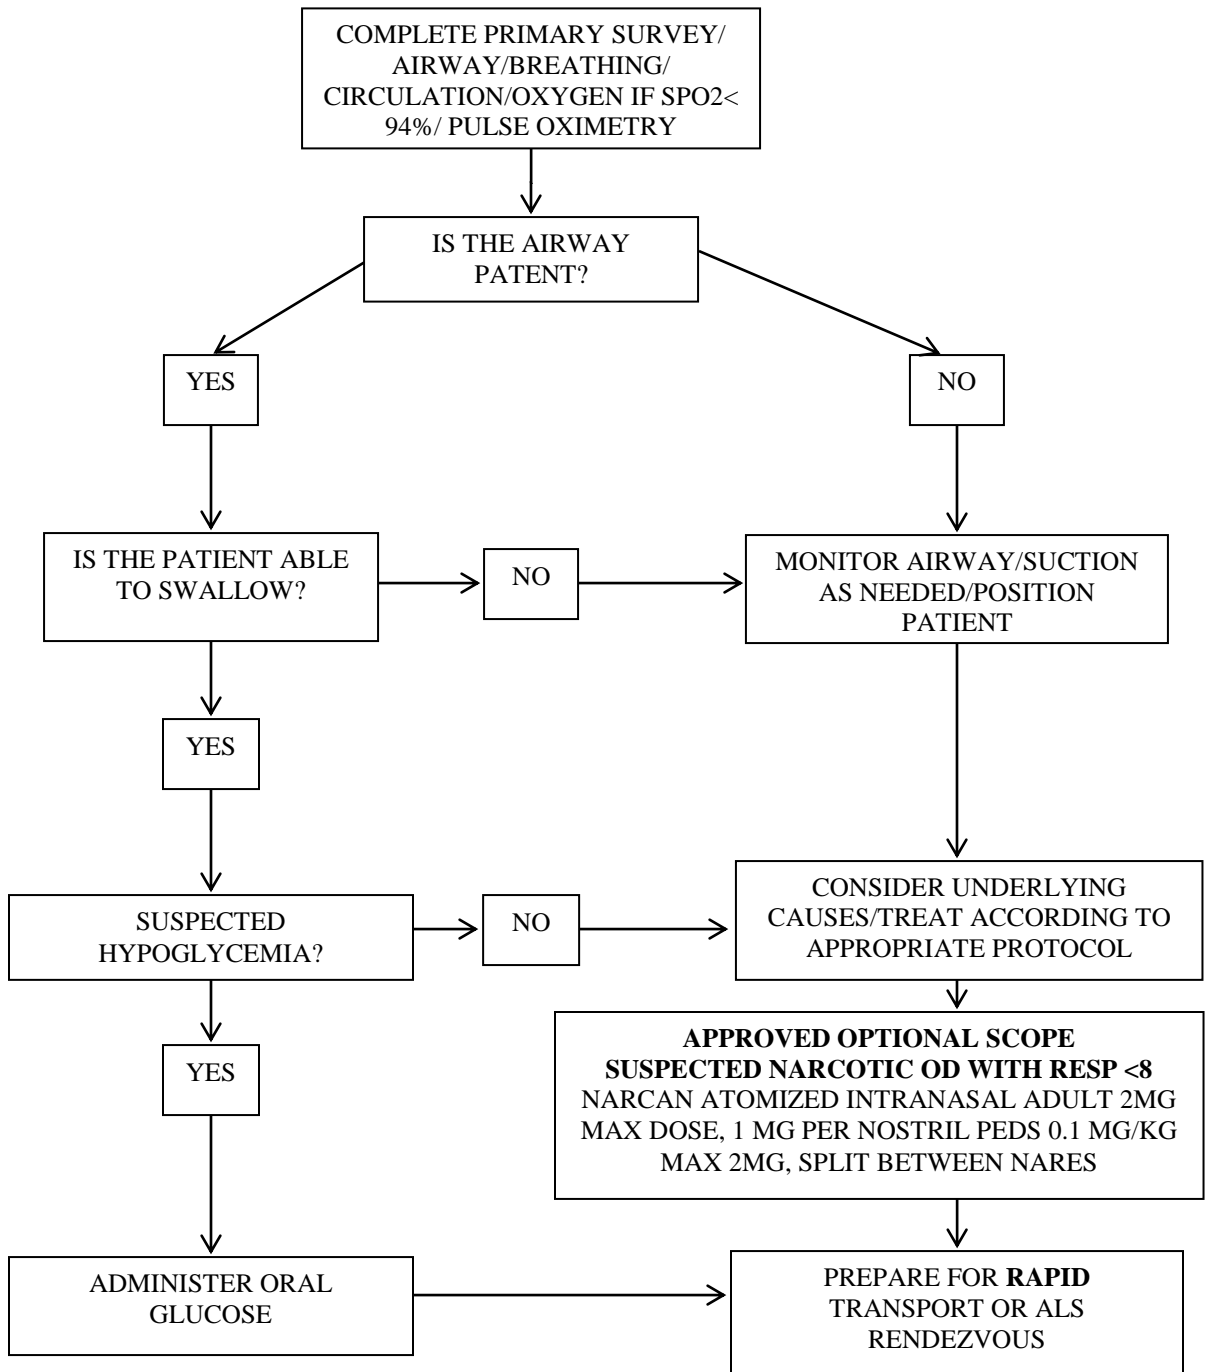 COMPLETE PRIMARY SURVEY/
AIRWAY/BREATHING/
CIRCULATION/OXYGEN IF SPO2<
94%/ PULSE OXIMETRY
IS THE AIRWAY
PATENT?
YES
NO
IS THE PATIENT ABLE
TO SWALLOW?
NO
MONITOR AIRWAY/SUCTION
AS NEEDED/POSITION
PATIENT
YES
SUSPECTED
HYPOGLYCEMIA?
NO
CONSIDER UNDERLYING
CAUSES/TREAT ACCORDING TO
APPROPRIATE PROTOCOL
YES
APPROVED OPTIONAL SCOPE
SUSPECTED NARCOTIC OD WITH RESP <8
NARCAN ATOMIZED INTRANASAL ADULT 2MG
MAX DOSE, 1 MG PER NOSTRIL PEDS 0.1 MG/KG
MAX 2MG, SPLIT BETWEEN NARES
ADMINISTER ORAL
GLUCOSE
PREPARE FOR RAPID
TRANSPORT OR ALS
RENDEZVOUS